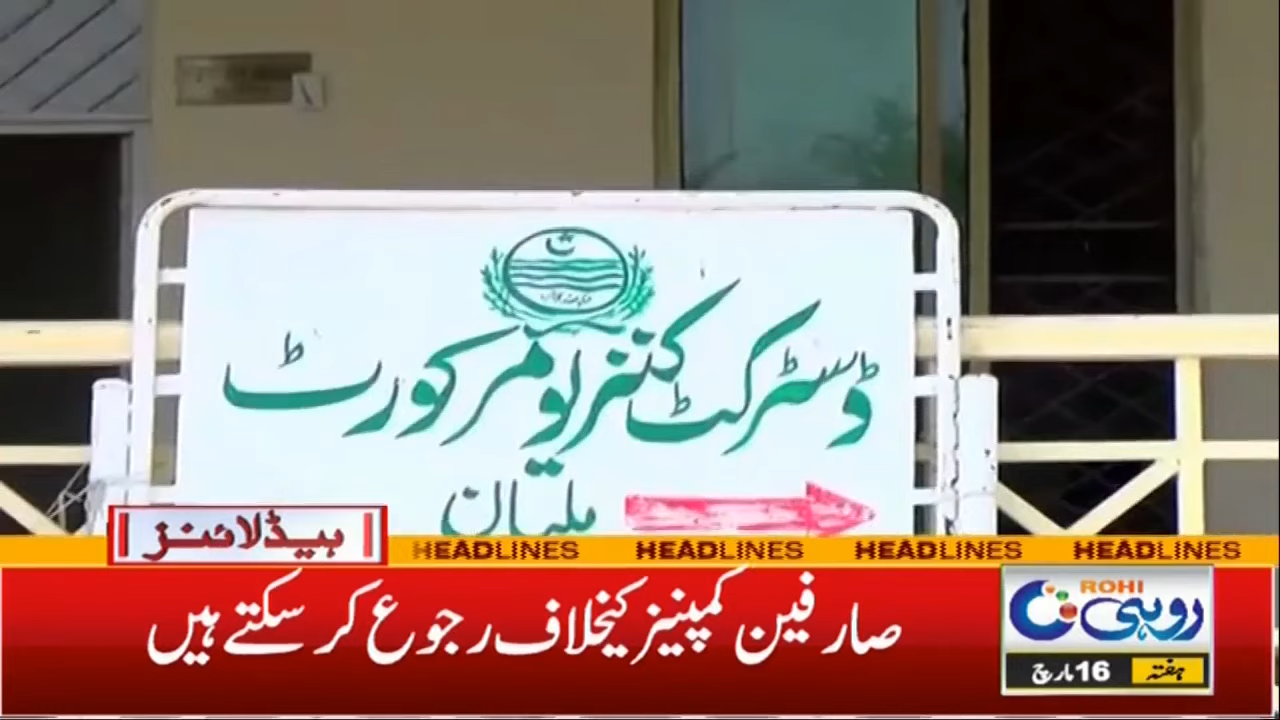 ڈسٹرکٹ کنزیومر کورٹ
ملتان
ہیڈلائنز
HEADLINES HEADLINES HEADLINES HEADLINES
صارفین کمپنیز کیخلاف رجوع کر سکتے ہیں
ROHI
روہی
ہفتہ 16 مارچ